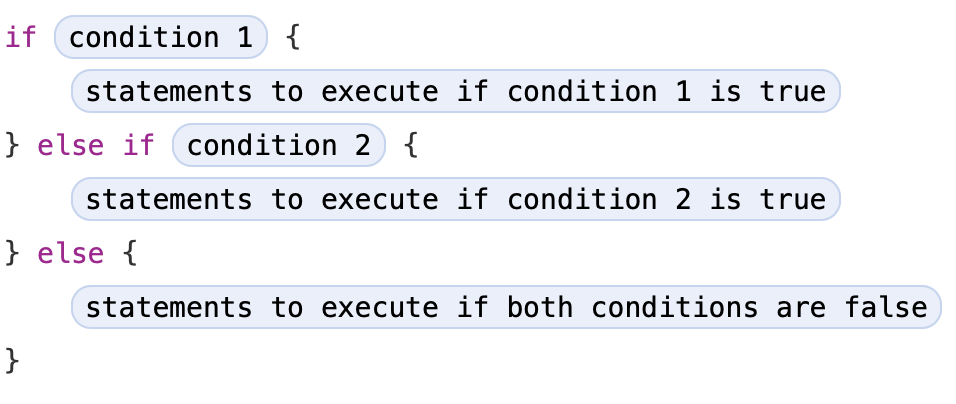 if condition 1 {
statements to execute if condition 1 is true
} else if condition 2 {
statements to execute if condition 2 is true
} else {
statements to execute if both conditions are false
}